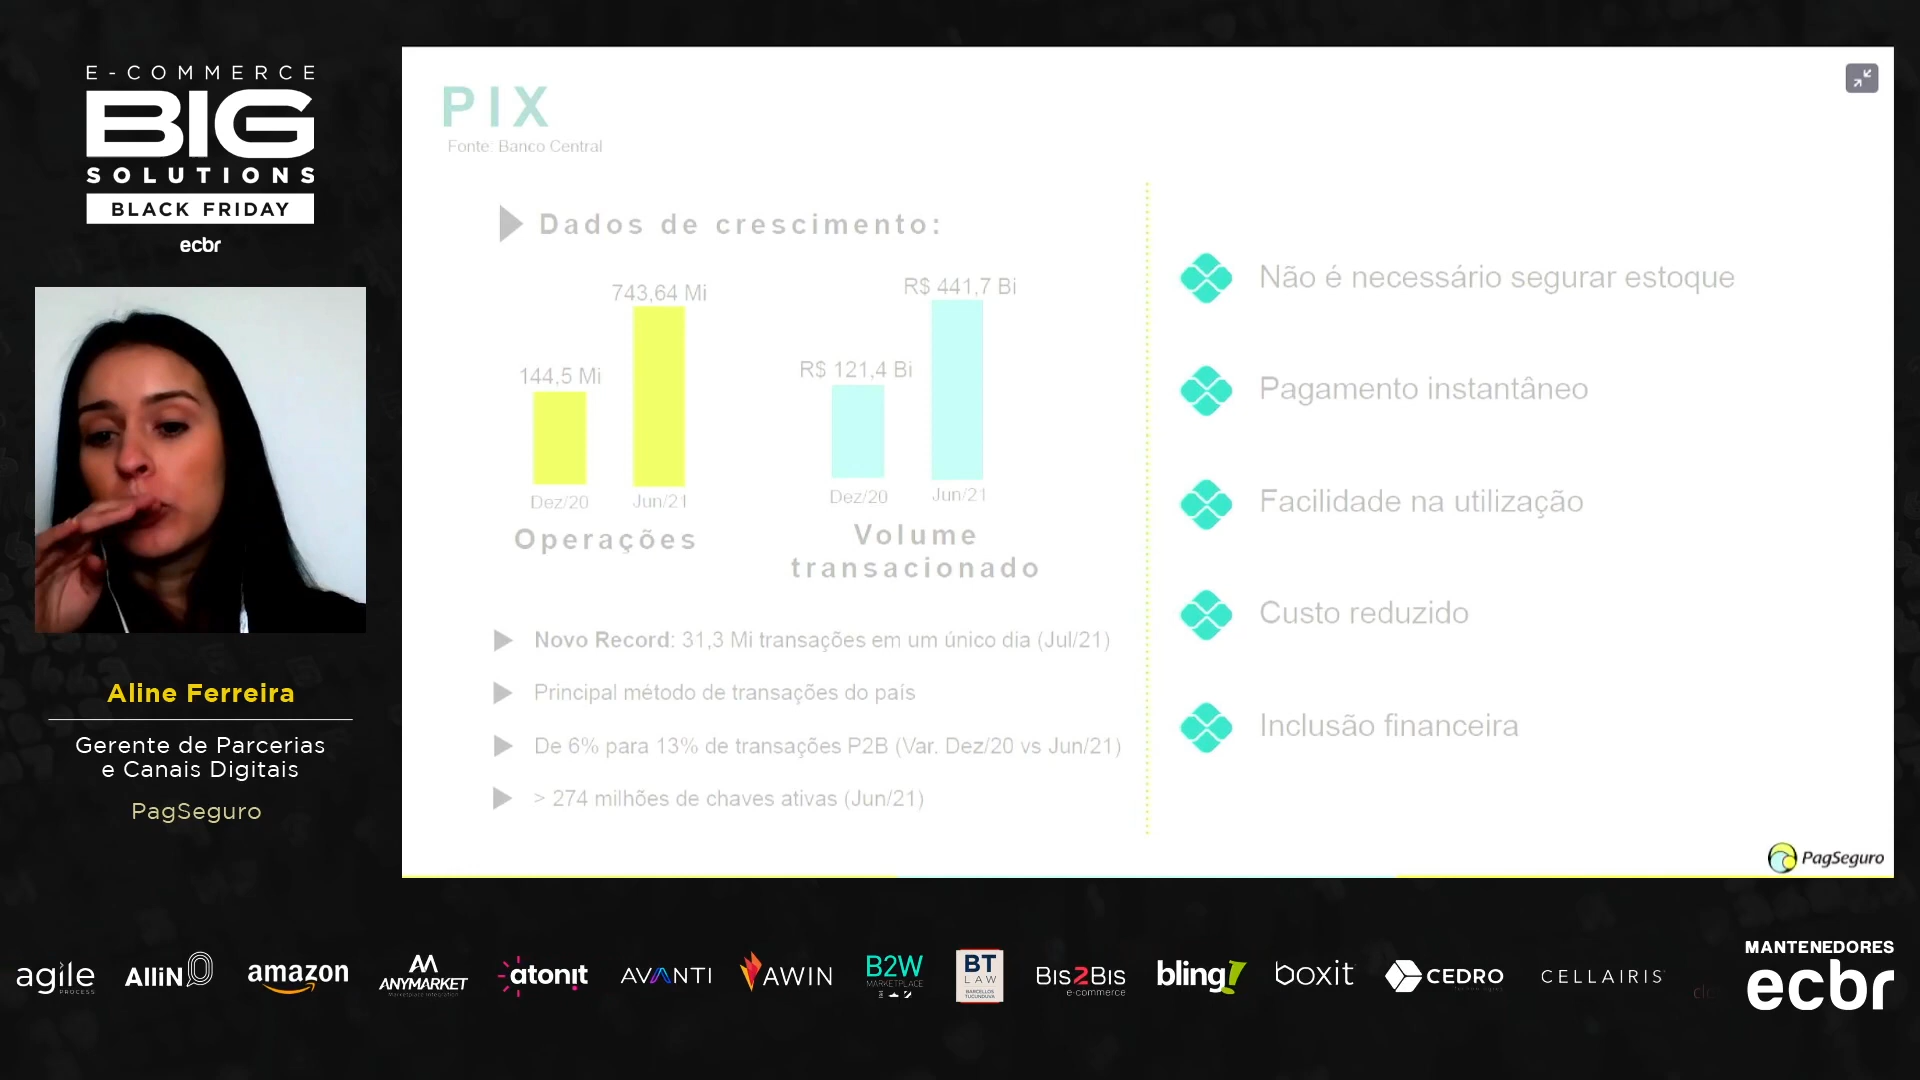 E-COMMERCE
BIG
SOLUTIONS
BLACK FRIDAY
ecbr
Aline Ferreira
Gerente de Parcerias
e Canais Digitais
PagSeguro
PIX
Fonte: Banco Central
Dados de crescimento:
144,5 Mi
743,64 Mi
Dez/20
Jun/21
Operações
R$ 121,4 Bi
R$ 441,7 Bi
Dez/20
Jun/21
Volume
transacionado
Novo Record: 31,3 Mi transações em um único dia (Jul/21)
Principal método de transações do país
De 6% para 13% de transações P2B (Var. Dez/20 vs Jun/21)
> 274 milhões de chaves ativas (Jun/21)
Não é necessário segurar estoque
Pagamento instantâneo
Facilidade na utilização
Custo reduzido
Inclusão financeira
PagSeguro
agile
PROCESS
AlliN
amazon
ANYMARKET
Marketplace Integration
atonit
AVANTI
AWIN
B2W
MARKETPLACE
BT
LAW
BARCELLOS
TUCUNDUVA
BIS2BIS
e-commerce
bling!
boxit
CEDRO
CELLAIRIS
MANTENEDORES
ecbr